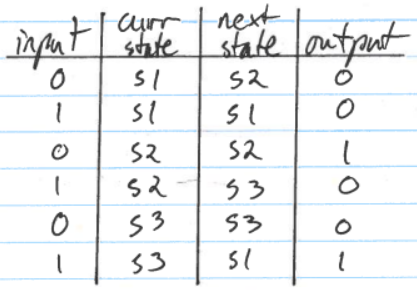 input | curr state | next state | output
0 | S1 | S2 | 0
1 | S1 | S1 | 0
0 | S2 | S2 | 1
1 | S2 | S3 | 0
0 | S3 | S3 | 0
1 | S3 | S1 | 1